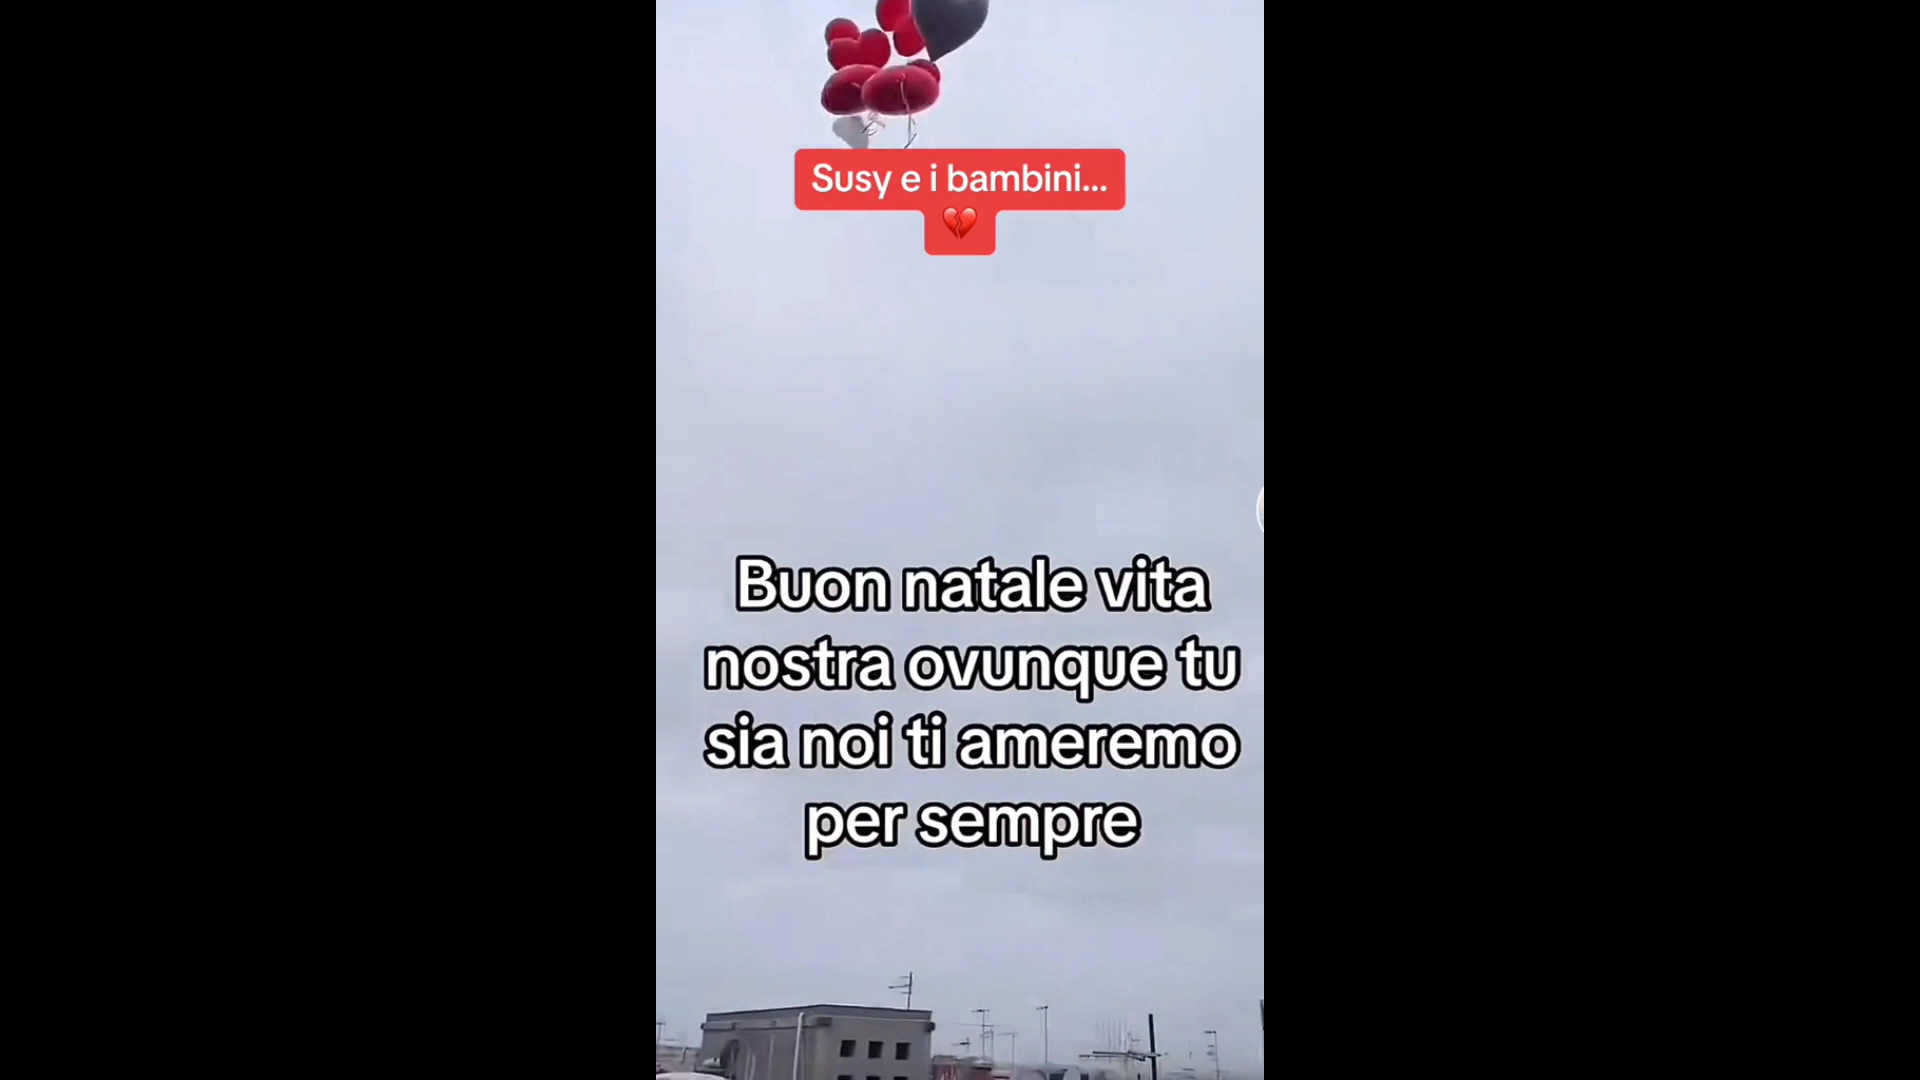 Susy e i bambini...
💔
Buon natale vita
nostra ovunque tu
sia noi ti ameremo
per sempre